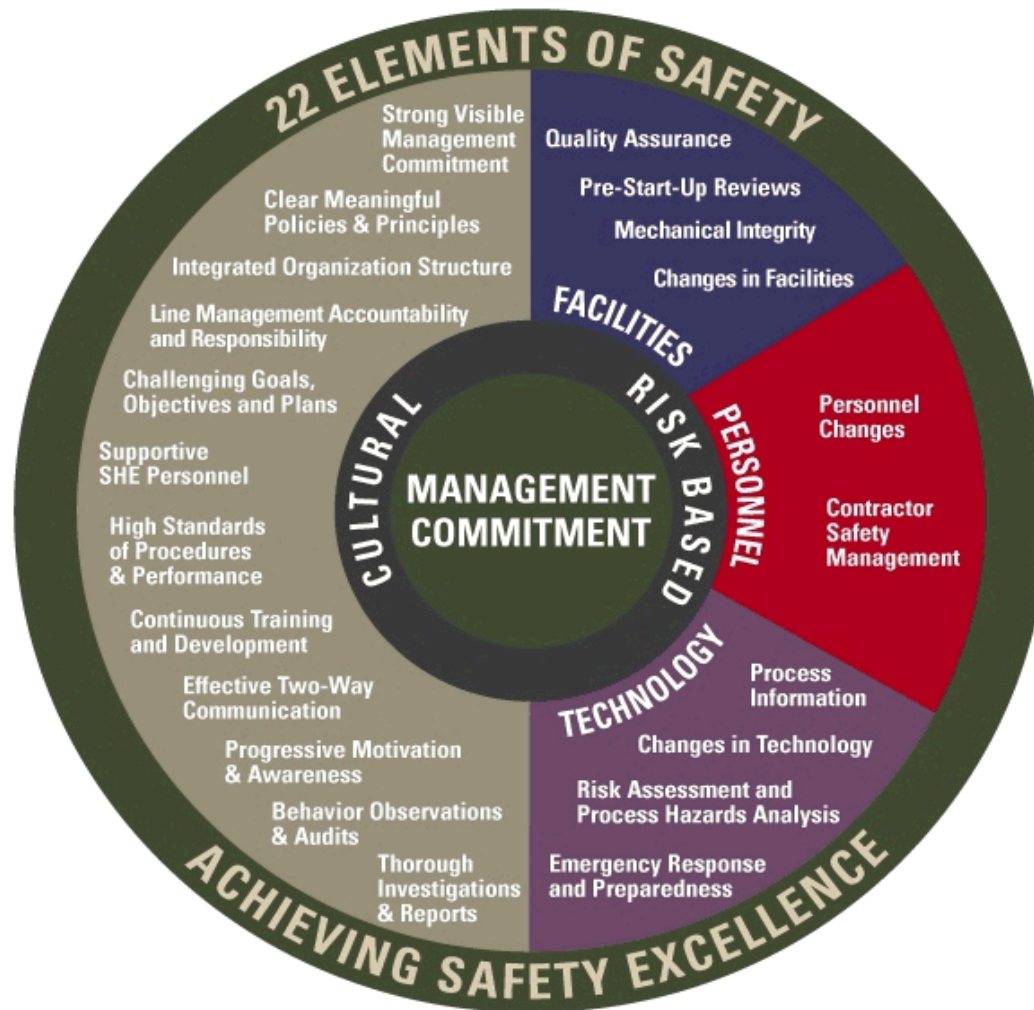 22 ELEMENTS OF SAFETY
Strong Visible
Management
Commitment
Clear Meaningful
Policies & Principles
Integrated Organization Structure
Line Management Accountability
and Responsibility
Challenging Goals,
Objectives and Plans
Supportive
SHE Personnel
High Standards
of Procedures
& Performance
Continuous Training
and Development
Effective Two-Way
Communication
Progressive Motivation
& Awareness
Behavior Observations
& Audits
Thorough
Investigations
& Reports
Quality Assurance
Pre-Start-Up Reviews
Mechanical Integrity
Changes in Facilities
FACILITIES
Personnel
Changes
Contractor
Safety
Management
PERSONNEL
TECHNOLOGY
Process
Information
Changes in Technology
Risk Assessment and
Process Hazards Analysis
Emergency Response
and Preparedness
CULTURAL
RISK BASED
MANAGEMENT
COMMITMENT
ACHIEVING SAFETY EXCELLENCE